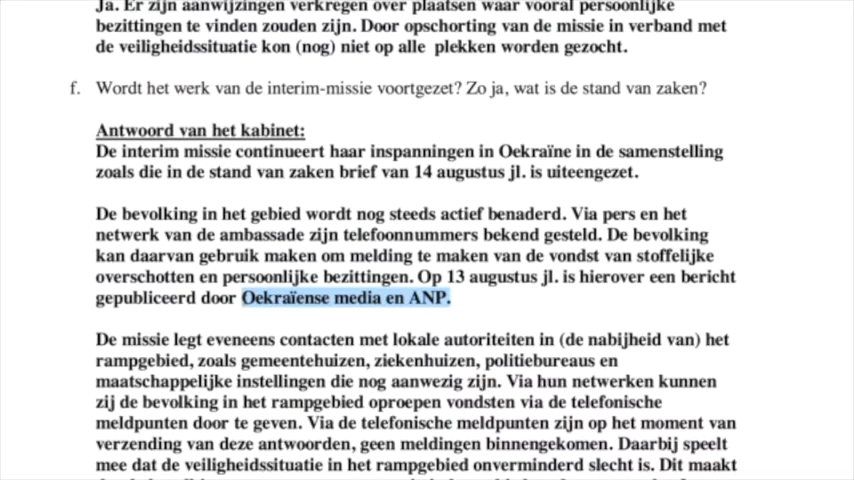 Ja. Er zijn aanwijzingen verkregen over plaatsen waar vooral persoonlijke
bezittingen te vinden zouden zijn. Door opschorting van de missie in verband met
de veiligheidssituatie kon (nog) niet op alle plekken worden gezocht.
f. Wordt het werk van de interim-missie voortgezet? Zo ja, wat is de stand van zaken?
Antwoord van het kabinet:
De interim missie continueert haar inspanningen in Oekraïne in de samenstelling
zoals die in de stand van zaken brief van 14 augustus jl. is uiteengezet.
De bevolking in het gebied wordt nog steeds actief benaderd. Via pers en het
netwerk van de ambassade zijn telefoonnummers bekend gesteld. De bevolking
kan daarvan gebruik maken om melding te maken van de vondst van stoffelijke
overschotten en persoonlijke bezittingen. Op 13 augustus jl. is hierover een bericht
gepubliceerd door Oekraïense media en ANP.
De missie legt eveneens contacten met lokale autoriteiten in (de nabijheid van) het
rampgebied, zoals gemeentehuizen, ziekenhuizen, politiebureaus en
maatschappelijke instellingen die nog aanwezig zijn. Via hun netwerken kunnen
zij de bevolking in het rampgebied oproepen vondsten via de telefonische
meldpunten door te geven. Via de telefonische meldpunten zijn op het moment van
verzending van deze antwoorden, geen meldingen binnengekomen. Daarbij speelt
mee dat de veiligheidssituatie in het rampgebied onverminderd slecht is. Dit maakt